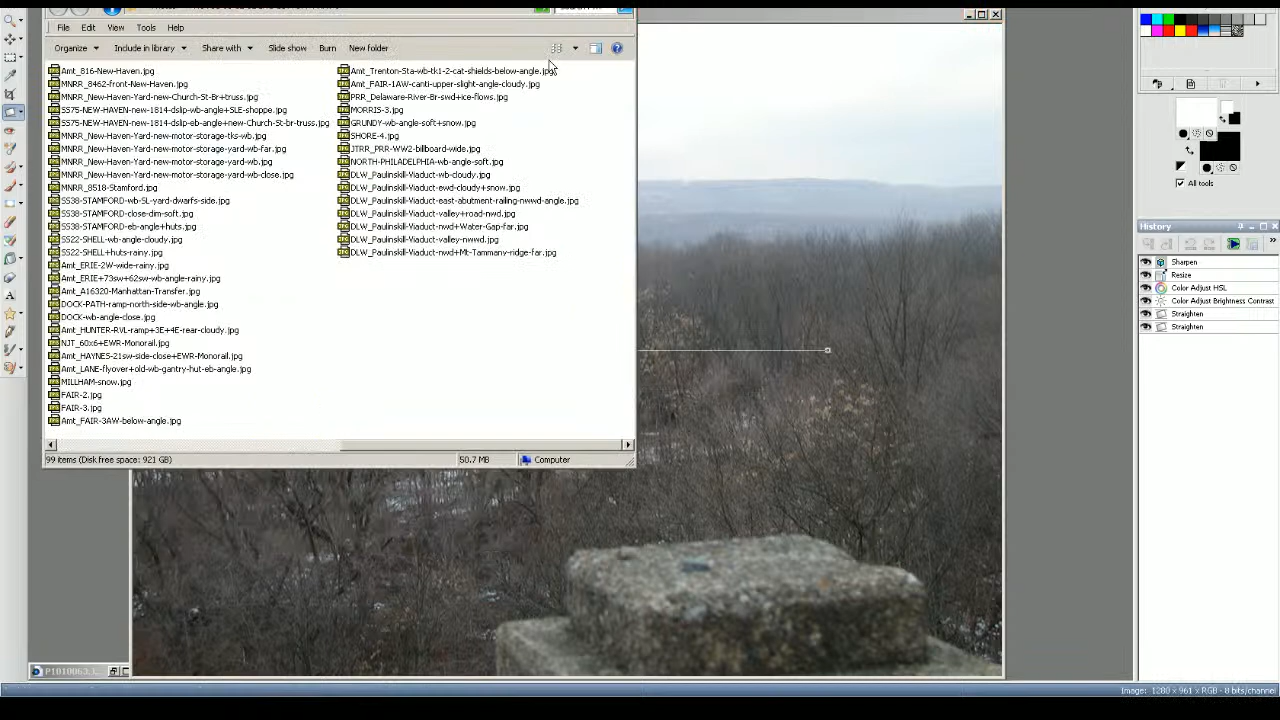 File Edit View Tools Help
Organize Include in library Share with Slide show Burn New folder
Amt_816-New-Haven.jpg
MNRR_8462-front-New-Haven.jpg
MNRR_New-Haven-Yard-new-Church-St-Br+truss.jpg
SS75-NEW-HAVEN-new-1814-dslip-wb-angle+SLE-shoppe.jpg
SS75-NEW-HAVEN-new-1814-dslip-eb-angle+new-Church-St-br-truss.jpg
MNRR_New-Haven-Yard-new-motor-storage-tks-wb.jpg
MNRR_New-Haven-Yard-new-motor-storage-yard-wb-far.jpg
MNRR_New-Haven-Yard-new-motor-storage-yard-wb.jpg
MNRR_New-Haven-Yard-new-motor-storage-yard-wb-close.jpg
MNRR_8518-Stamford.jpg
SS38-STAMFORD-wb-SL-yard-dwarfs-side.jpg
SS38-STAMFORD-close-dim-soft.jpg
SS38-STAMFORD-eb-angle+huts.jpg
SS22-SHELL-wb-angle-cloudy.jpg
SS22-SHELL+huts-rainy.jpg
Amt_ERIE-2W-wide-rainy.jpg
Amt_ERIE+73sw+62sw-wb-angle-rainy.jpg
Amt_A16320-Manhattan-Transfer.jpg
DOCK-PATH-ramp-north-side-wb-angle.jpg
DOCK-wb-angle-close.jpg
Amt_HUNTER-RVL-ramp+3E+4E-rear-cloudy.jpg
NJT_60x6+EWR-Monorail.jpg
Amt_HAYNES-21sw-side-close+EWR-Monorail.jpg
Amt_LANE-flyover+old-wb-gantry-hut-eb-angle.jpg
MILLHAM-snow.jpg
FAIR-2.jpg
FAIR-3.jpg
Amt_FAIR-3AW-below-angle.jpg
Amt_Trenton-Sta-wb-tk1-2-cat-shields-below-angle.jpg
Amt_FAIR-1AW-canti-upper-slight-angle-cloudy.jpg
PRR_Delaware-River-Br-swd+ice-flows.jpg
MORRIS-3.jpg
GRUNDY-wb-angle-soft+snow.jpg
SHORE-4.jpg
JTRR_PRR-WW2-billboard-wide.jpg
NORTH-PHILADELPHIA-wb-angle-soft.jpg
DLW_Paulinskill-Viaduct-wb-cloudy.jpg
DLW_Paulinskill-Viaduct-ewd-cloudy+snow.jpg
DLW_Paulinskill-Viaduct-east-abutment-railing-nwwd-angle.jpg
DLW_Paulinskill-Viaduct-valley+road-nwd.jpg
DLW_Paulinskill-Viaduct-nwd+Water-Gap-far.jpg
DLW_Paulinskill-Viaduct-valley-nwwd.jpg
DLW_Paulinskill-Viaduct-nwd+Mt-Tammany-ridge-far.jpg
99 items (Disk free space: 921 GB) 50.7 MB Computer
All tools
History
Sharpen
Resize
Color Adjust HSL
Color Adjust Brightness Contrast
Straighten
Straighten
Image: 1280 x 961 x RGB - 8 bits/channel